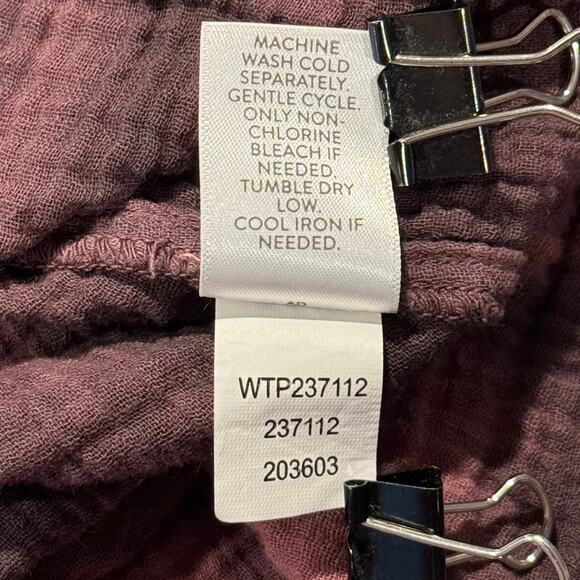 MACHINE
WASH COLD
SEPARATELY.
GENTLE CYCLE.
ONLY NON-
CHLORINE
BLEACH IF
NEEDED.
TUMBLE DRY
LOW.
COOL IRON IF
NEEDED.
WTP237112
237112
203603